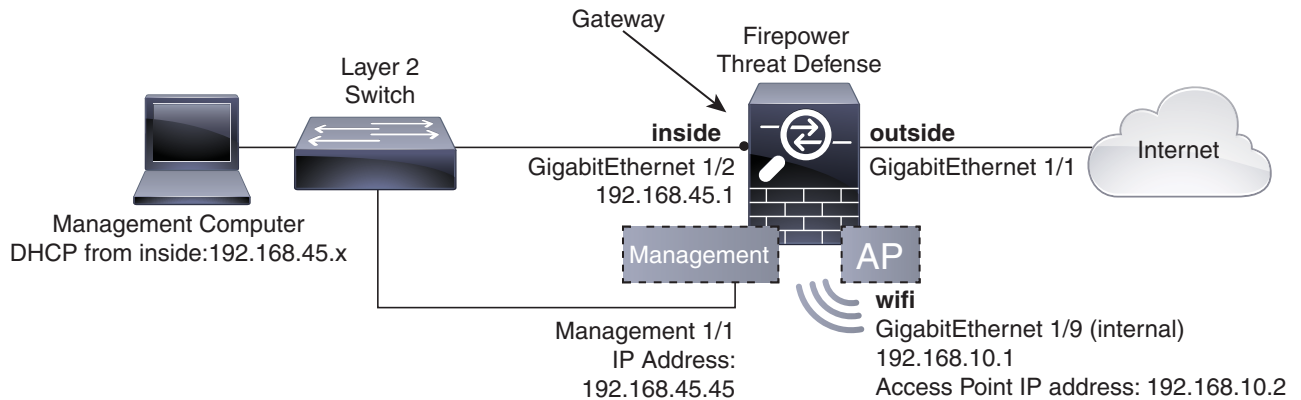 Gateway
Firepower
Threat Defense
Layer 2
Switch
inside
GigabitEthernet 1/2
192.168.45.1
outside
GigabitEthernet 1/1
Internet
Management Computer
DHCP from inside:192.168.45.x
Management
AP
Management 1/1
IP Address:
192.168.45.45
wifi
GigabitEthernet 1/9 (internal)
192.168.10.1
Access Point IP address: 192.168.10.2